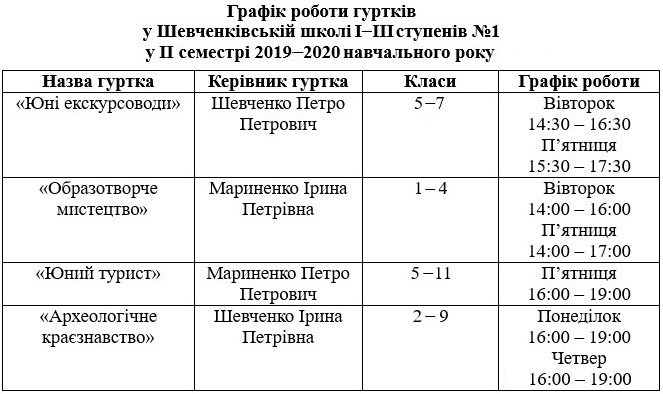 Графік роботи гуртків
у Шевченківській школі І–ІІІ ступенів №1
у ІІ семестрі 2019–2020 навчального року
Назва гуртка Керівник гуртка Класи Графік роботи
«Юні екскурсоводи» Шевченко Петро 5 –7 Вівторок
Петрович 14:30 – 16:30
П’ятниця
15:30 – 17:30
«Образотворче Мариненко Ірина 1 – 4 Вівторок
мистецтво» Петрівна 14:00 – 16:00
П’ятниця
14:00 – 17:00
«Юний турист» Мариненко Петро 5 –11 П’ятниця
Петрович 16:00 – 19:00
«Археологічне Шевченко Ірина 2 – 9 Понеділок
краєзнавство» Петрівна 16:00 – 19:00
Четвер
16:00 – 19:00